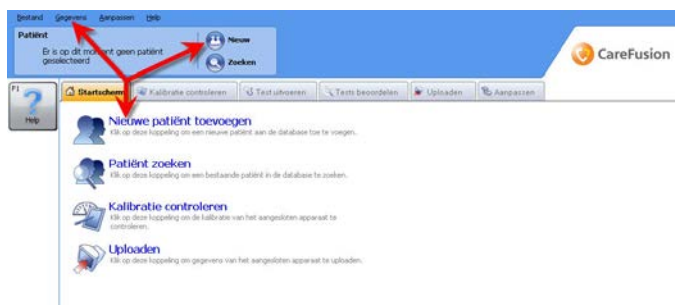 Bestand Gegevens Aanpassen Help
Patiënt
Er is op dit moment geen patiënt
geselecteerd
Nieuw
Zoeken
CareFusion
F1
Help
Startscherm Kalibratie controleren Test uitvoeren Tests beoordelen Uploaden Aanpassen
Nieuwe patiënt toevoegen
Klik op deze koppeling om een nieuwe patiënt aan de database toe te voegen.
Patiënt zoeken
Klik op deze koppeling om een bestaande patiënt in de database te zoeken.
Kalibratie controleren
Klik op deze koppeling om de kalibratie van het aangesloten apparaat te
controleren.
Uploaden
Klik op deze koppeling om gegevens van het aangesloten apparaat te uploaden.